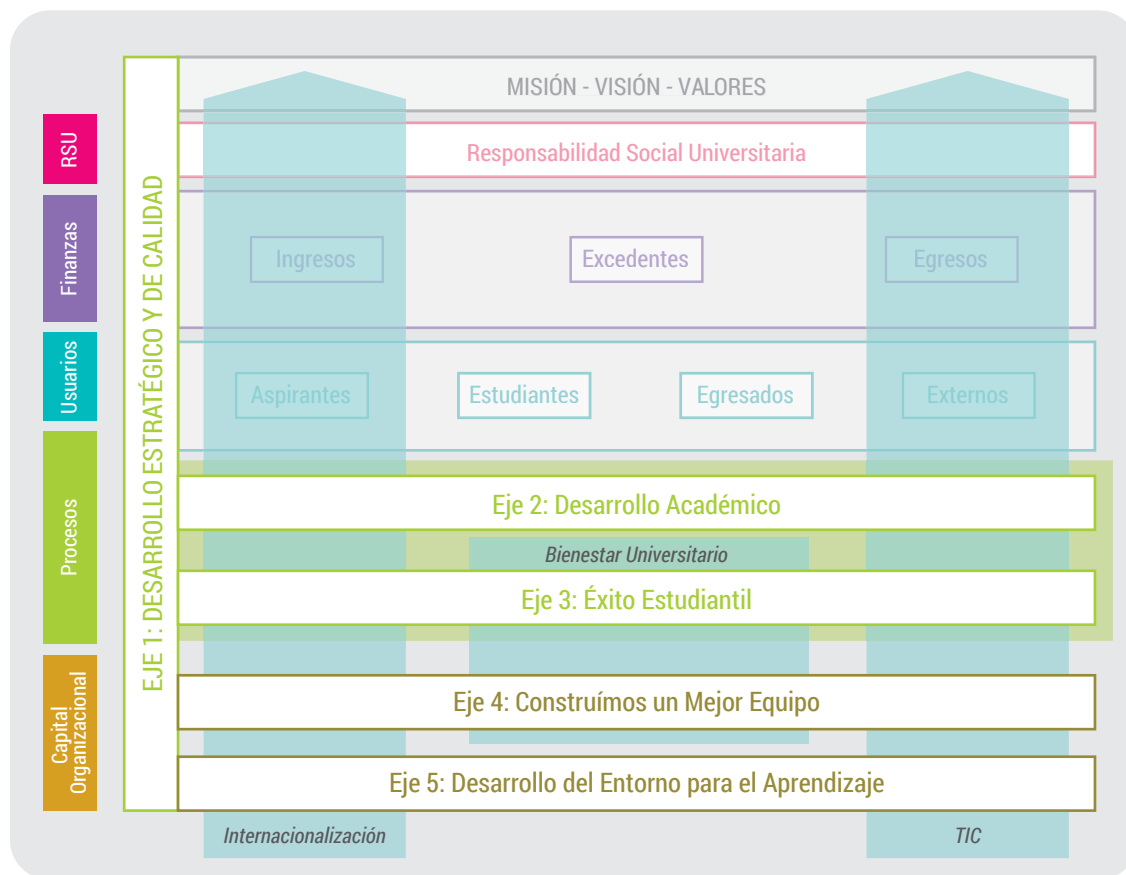 MISIÓN - VISIÓN - VALORES
RSU
Responsabilidad Social Universitaria
EJE 1: DESARROLLO ESTRATÉGICO Y DE CALIDAD
Finanzas
Ingresos
Excedentes
Egresos
Usuarios
Aspirantes
Estudiantes
Egresados
Externos
Procesos
Eje 2: Desarrollo Académico
Bienestar Universitario
Eje 3: Éxito Estudiantil
Capital
Organizacional
Eje 4: Construímos un Mejor Equipo
Eje 5: Desarrollo del Entorno para el Aprendizaje
Internacionalización
TIC